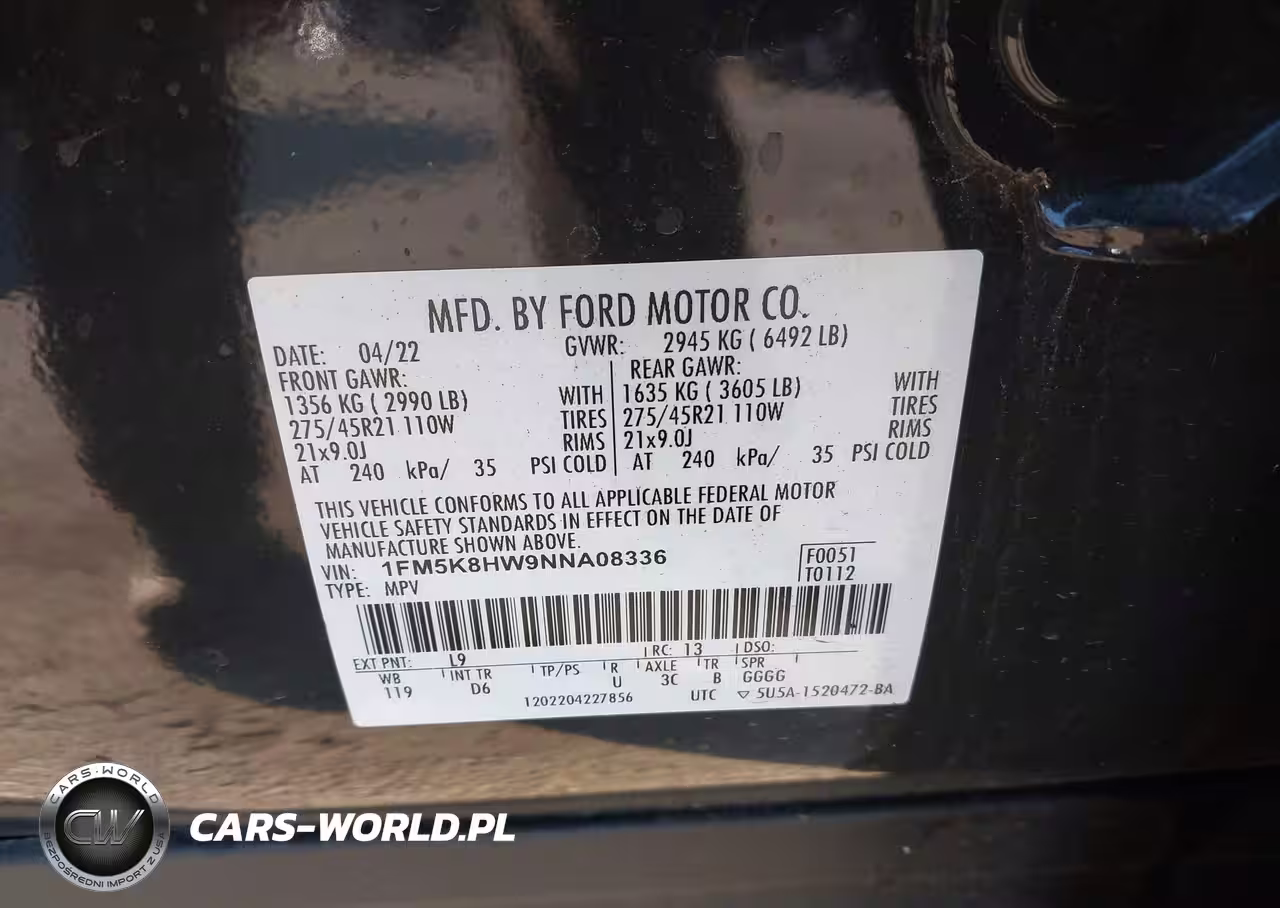 MFD. BY FORD MOTOR CO.
DATE: 04/22 GVWR: 2945 KG ( 6492 LB)
FRONT GAWR: REAR GAWR:
1356 KG ( 2990 LB) WITH 1635 KG ( 3605 LB) WITH
275/45R21 110W TIRES 275/45R21 110W TIRES
21x9.0J RIMS 21x9.0J RIMS
AT 240 kPa/ 35 PSI COLD AT 240 kPa/ 35 PSI COLD
THIS VEHICLE CONFORMS TO ALL APPLICABLE FEDERAL MOTOR
VEHICLE SAFETY STANDARDS IN EFFECT ON THE DATE OF
MANUFACTURE SHOWN ABOVE.
VIN: 1FM5K8HW9NNA08336 F0051
TYPE: MPV T0112
EXT PNT: L9 RC: 13 DSO:
WB INT TR TP/PS R AXLE TR SPR
119 D6 U 3C B GGGG
1202204227856 UTC ▽ 5U5A-1520472-BA
CARS-WORLD
CW
BEZPOŚREDNI IMPORT Z USA
CARS-WORLD.PL